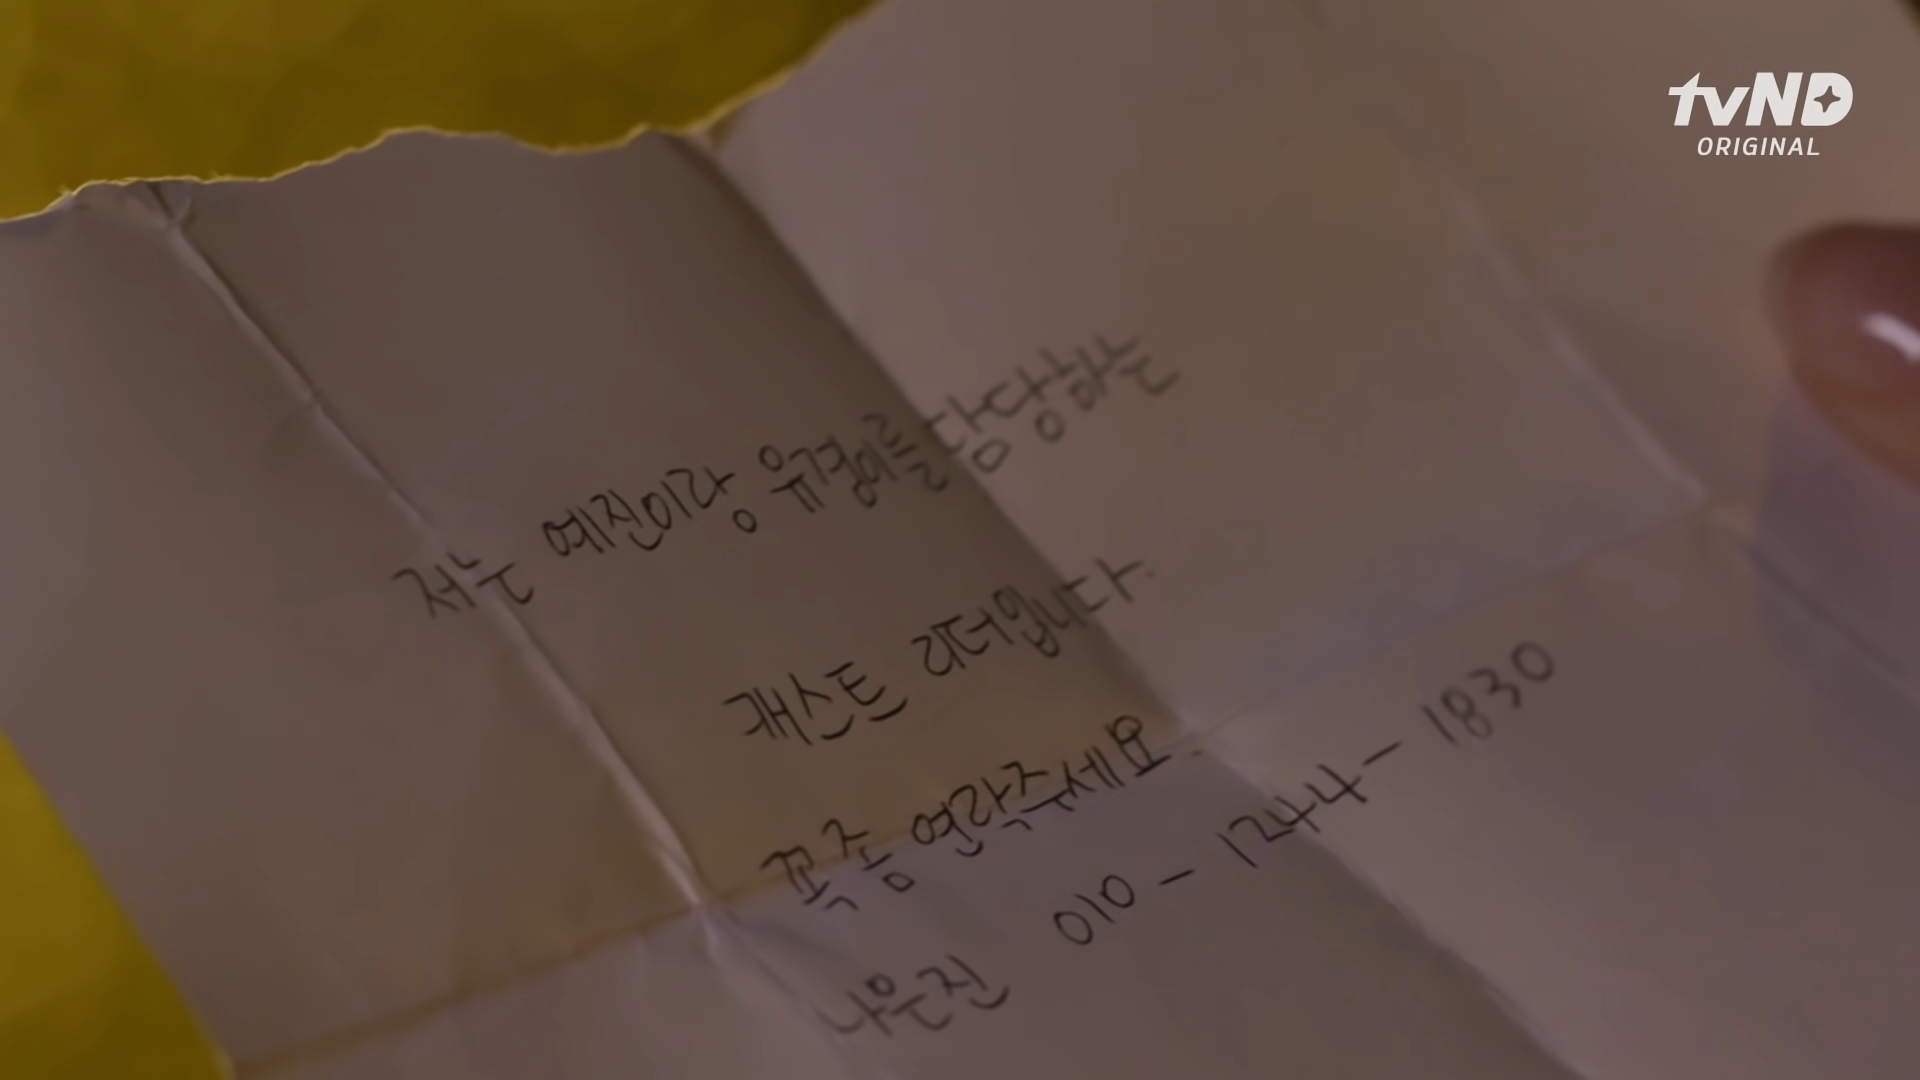 tvND
ORIGINAL
저는 예진이랑 유경이를 담당하는
캐스트 리더입니다.
꼭 좀 연락주세요.
나은진 010-1244-1830